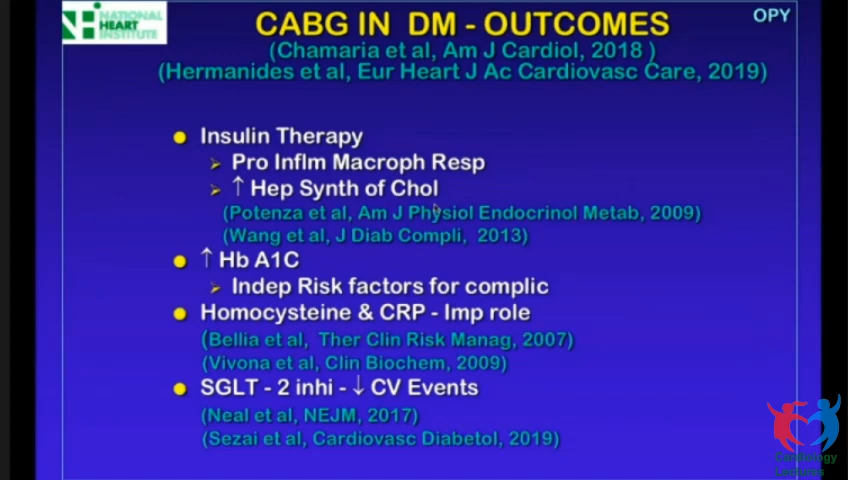 NATIONAL
HEART
INSTITUTE
OPY
CABG IN DM - OUTCOMES
(Chamaria et al, Am J Cardiol, 2018 )
(Hermanides et al, Eur Heart J Ac Cardiovasc Care, 2019)
Insulin Therapy
Pro Inflm Macroph Resp
↑ Hep Synth of Chol
(Potenza et al, Am J Physiol Endocrinol Metab, 2009)
(Wang et al, J Diab Compli, 2013)
↑ Hb A1C
Indep Risk factors for complic
Homocysteine & CRP - Imp role
(Bellia et al, Ther Clin Risk Manag, 2007)
(Vivona et al, Clin Biochem, 2009)
SGLT - 2 inhi - ↓ CV Events
(Neal et al, NEJM, 2017)
(Sezai et al, Cardiovasc Diabetol, 2019)
Cardiology
Lectures